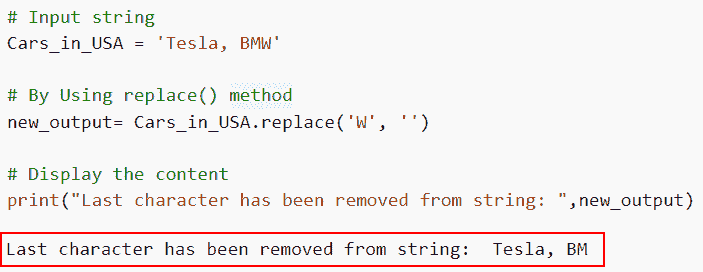 # Input string
Cars_in_USA = 'Tesla, BMW'
# By Using replace() method
new_output= Cars_in_USA.replace('W', '')
# Display the content
print("Last character has been removed from string: ",new_output)
Last character has been removed from string:  Tesla, BM